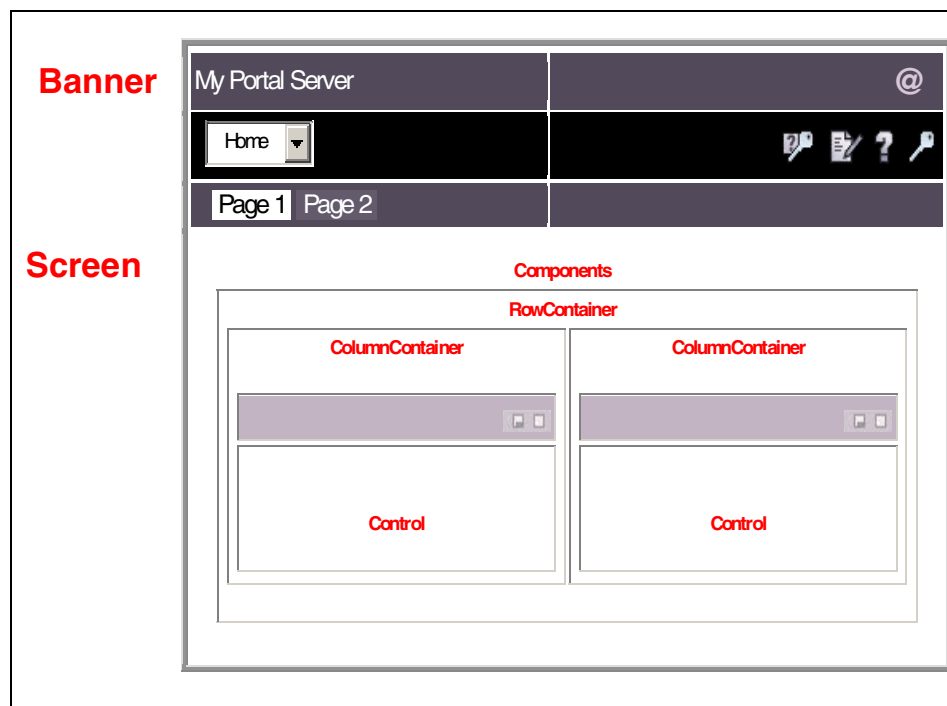 Banner
My Portal Server @
Home
?
Page 1 Page 2
Screen
Components
RowContainer
ColumnContainer ColumnContainer
Control Control